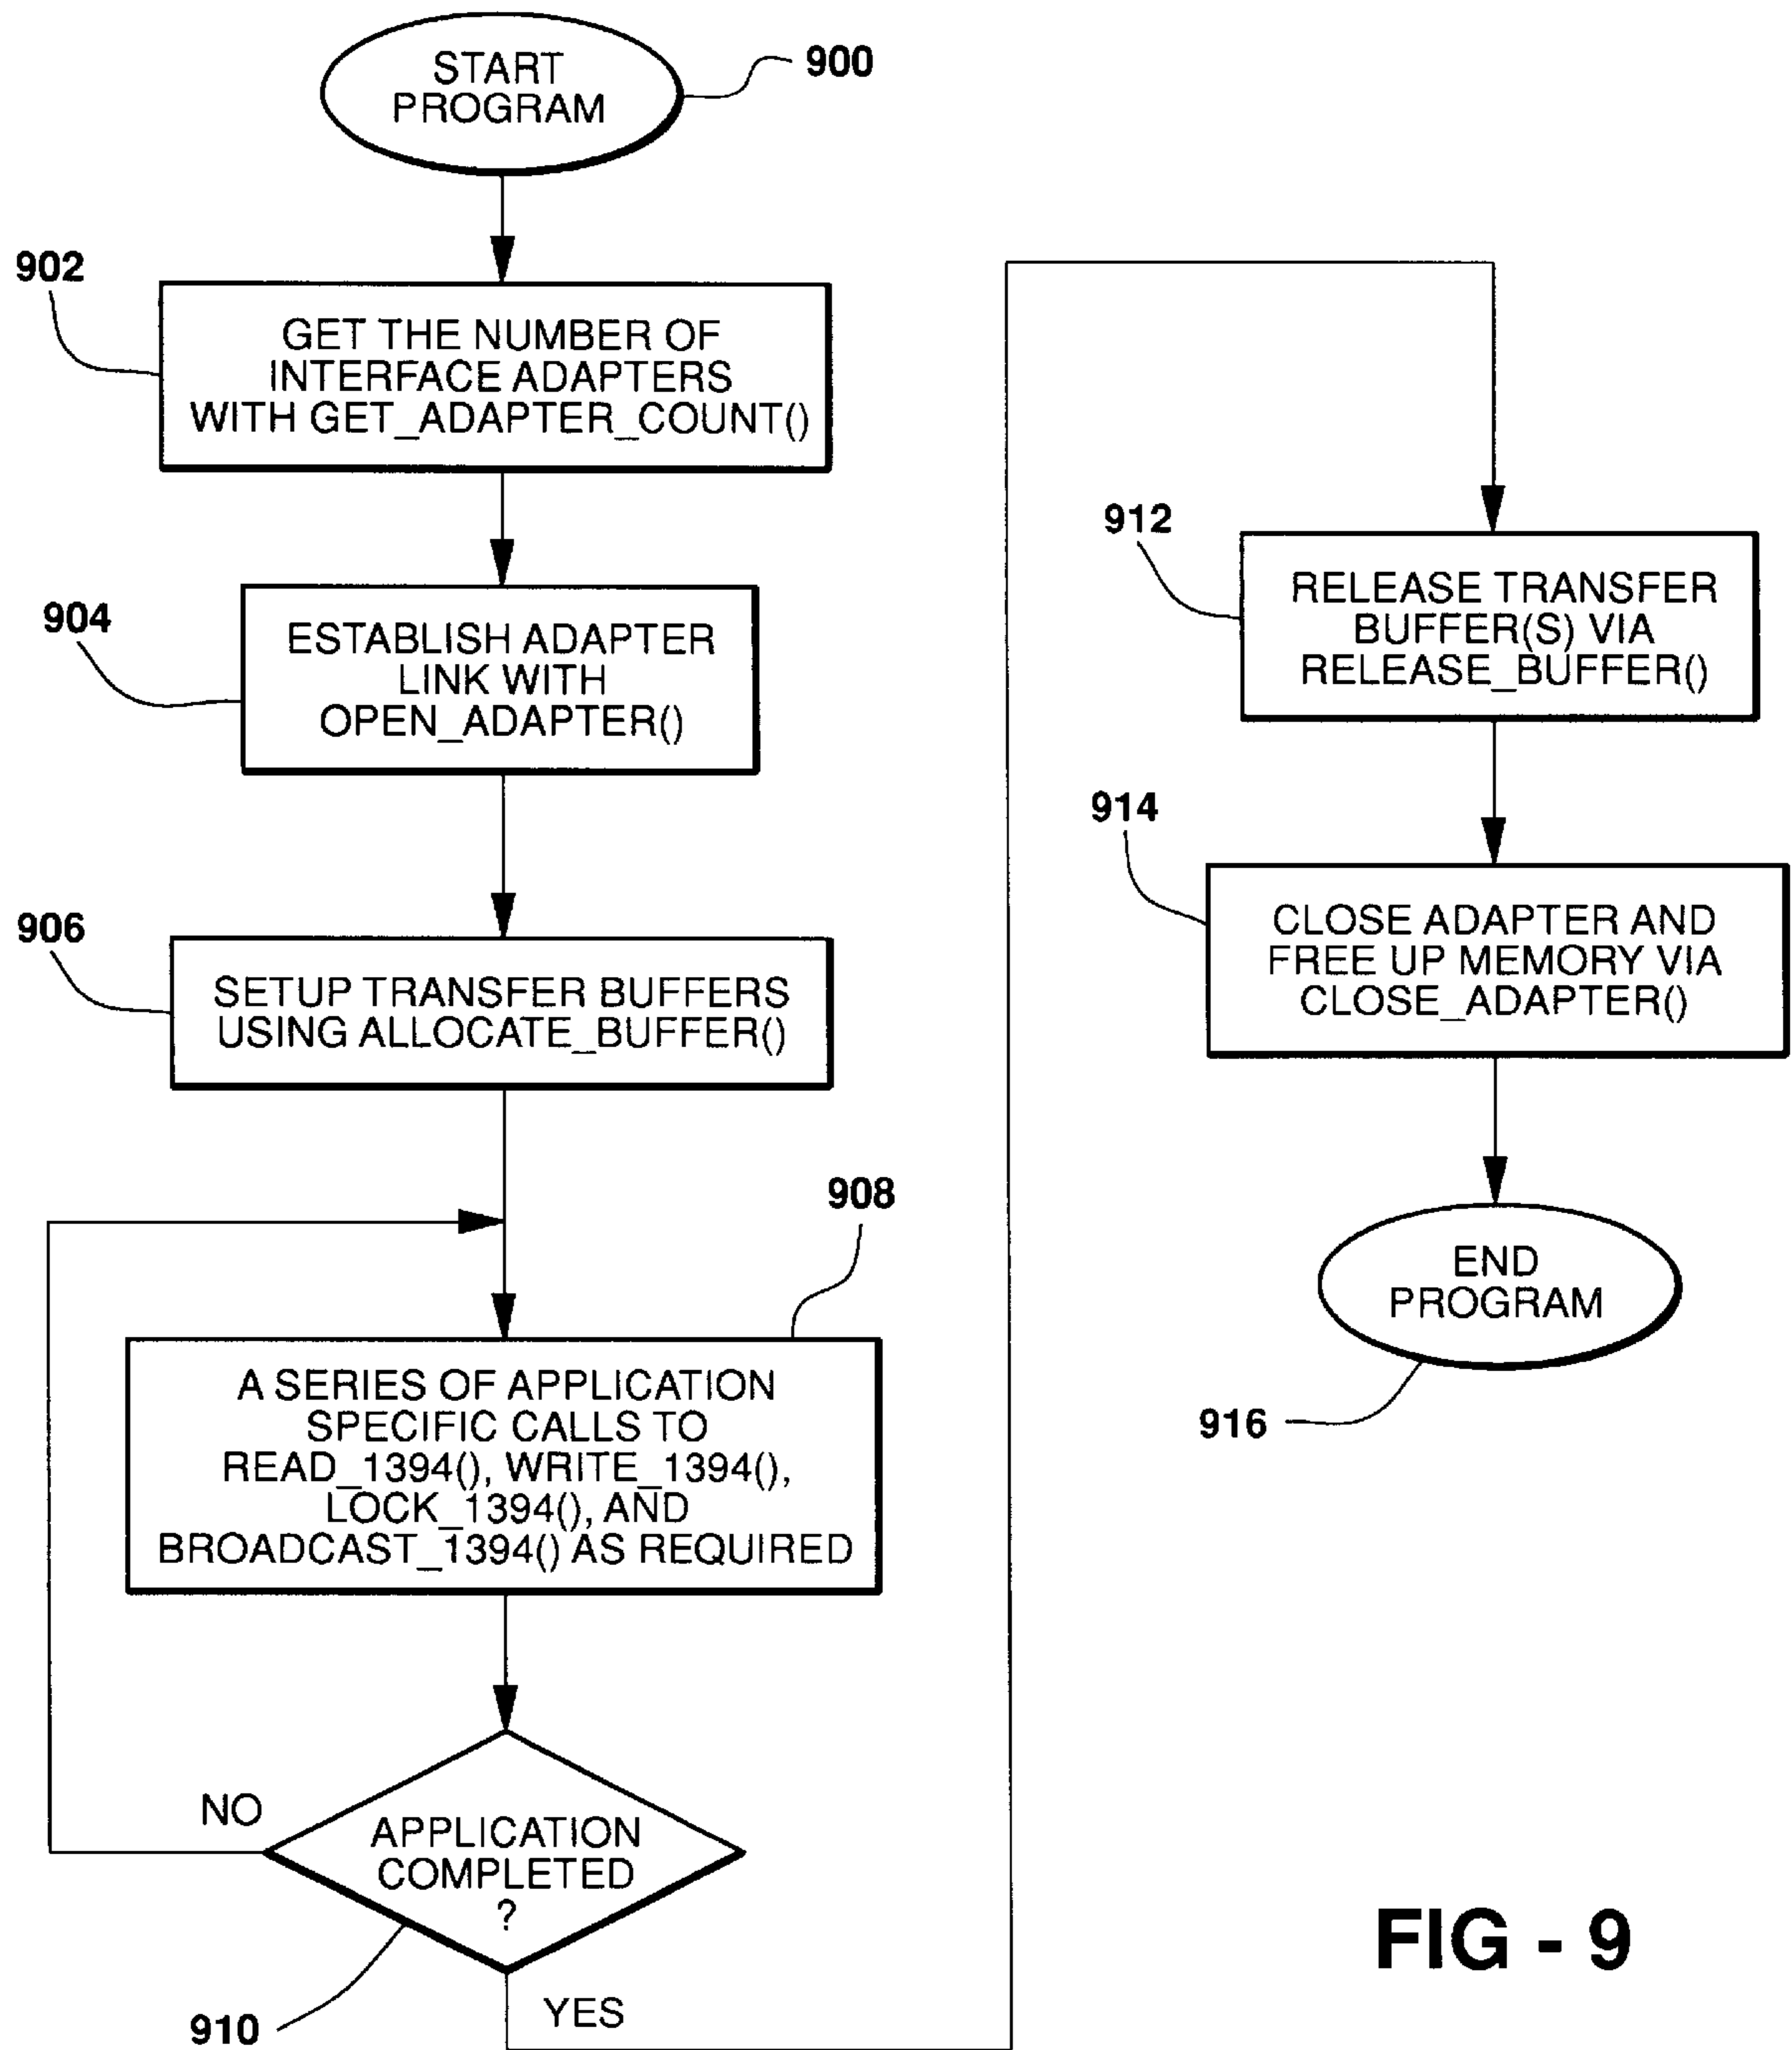 START
PROGRAM
900
902
GET THE NUMBER OF
INTERFACE ADAPTERS
WITH GET_ADAPTER_COUNT()
904
ESTABLISH ADAPTER
LINK WITH
OPEN_ADAPTER()
906
SETUP TRANSFER BUFFERS
USING ALLOCATE_BUFFER()
908
A SERIES OF APPLICATION
SPECIFIC CALLS TO
READ_1394(), WRITE_1394(),
LOCK_1394(), AND
BROADCAST_1394() AS REQUIRED
NO
APPLICATION
COMPLETED
?
910
YES
912
RELEASE TRANSFER
BUFFER(S) VIA
RELEASE_BUFFER()
914
CLOSE ADAPTER AND
FREE UP MEMORY VIA
CLOSE_ADAPTER()
END
PROGRAM
916
FIG - 9